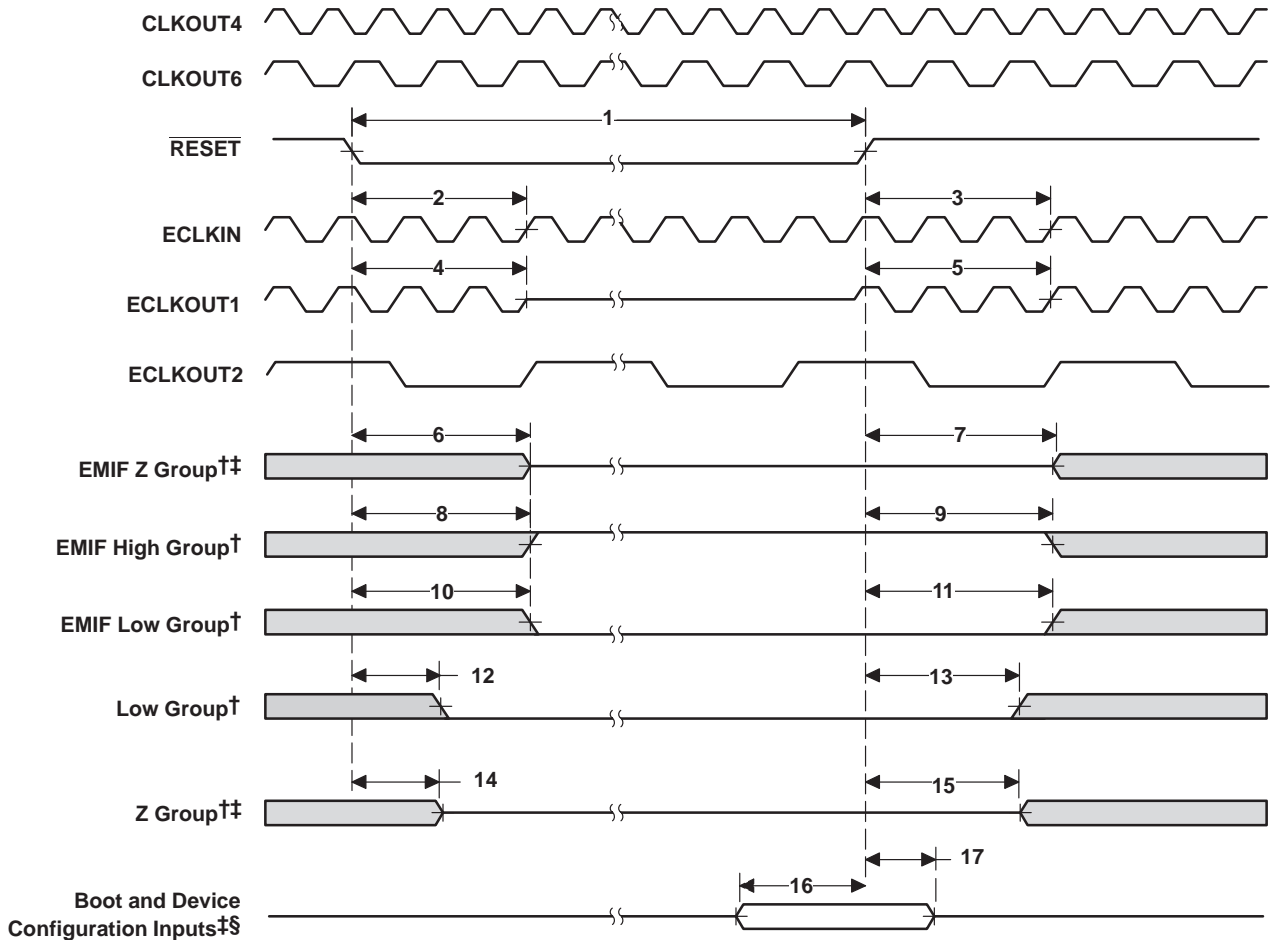 CLKOUT4
CLKOUT6
1
RESET
2
3
ECLKIN
4
5
ECLKOUT1
ECLKOUT2
6
7
EMIF Z Group†‡
8
9
EMIF High Group†
10
11
EMIF Low Group†
12
13
Low Group†
14
15
Z Group†‡
17
16
Boot and Device
Configuration Inputs‡§